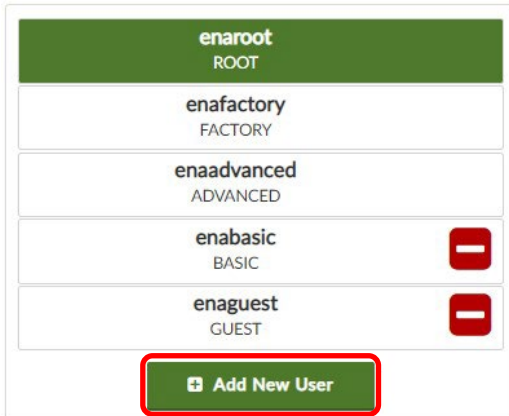 enaroot
ROOT
enafactory
FACTORY
enaadvanced
ADVANCED
enabasic
BASIC
enaguest
GUEST
Add New User